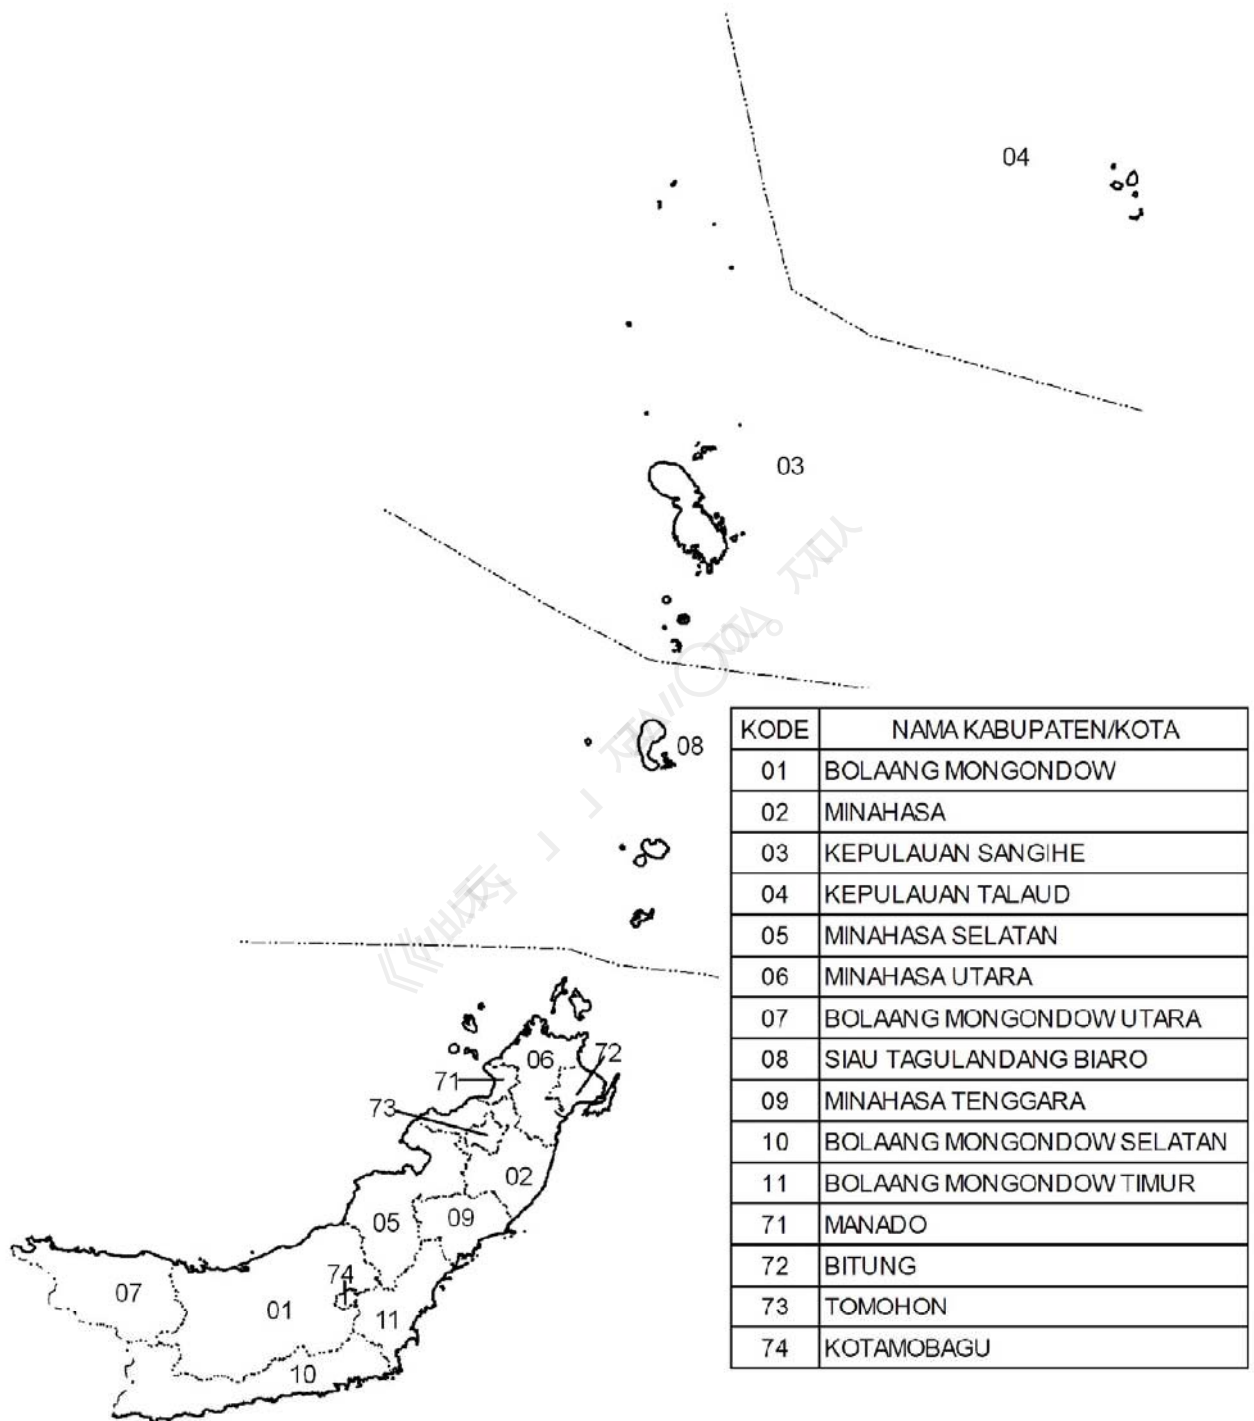 04
03
08
KODE NAMA KABUPATEN/KOTA
01 BOLAANG MONGONDOW
02 MINAHASA
03 KEPULAUAN SANGIHE
04 KEPULAUAN TALAUD
05 MINAHASA SELATAN
06 MINAHASA UTARA
07 BOLAANG MONGONDOW UTARA
08 SIAU TAGULANDANG BIARO
09 MINAHASA TENGGARA
10 BOLAANG MONGONDOW SELATAN
11 BOLAANG MONGONDOW TIMUR
71 MANADO
72 BITUNG
73 TOMOHON
74 KOTAMOBAGU
06
72
71
73
02
05
09
74
07
01
11
10